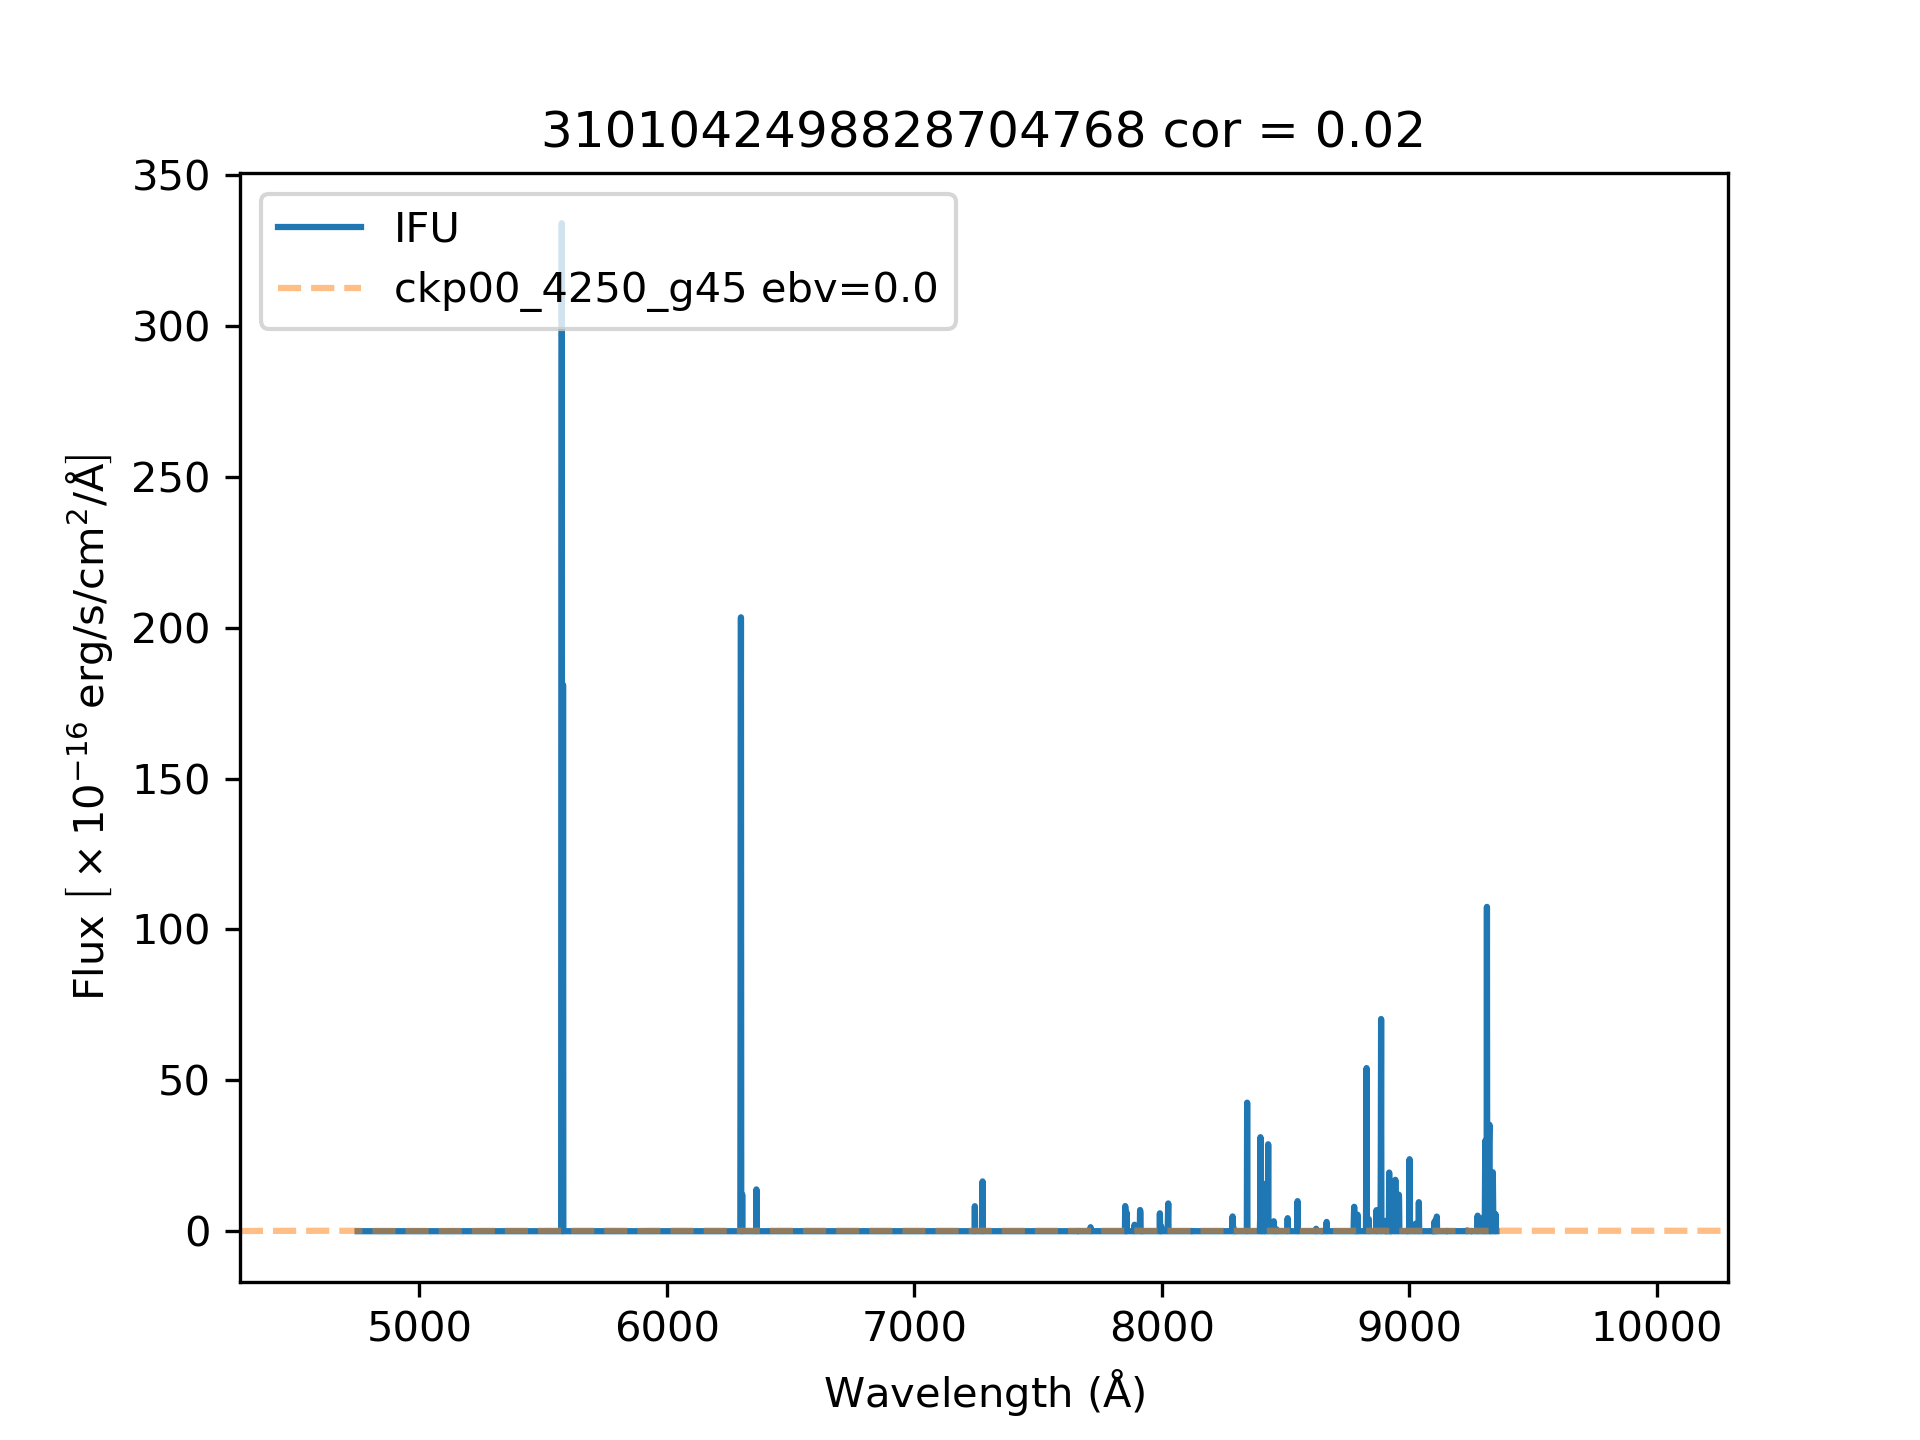 3101042498828704768 cor = 0.02
IFU
ckp00_4250_g45 ebv=0.0
350
300
250
200
150
100
50
0
Flux [×10⁻¹⁶ erg/s/cm²/Å]
5000 6000 7000 8000 9000 10000
Wavelength (Å)